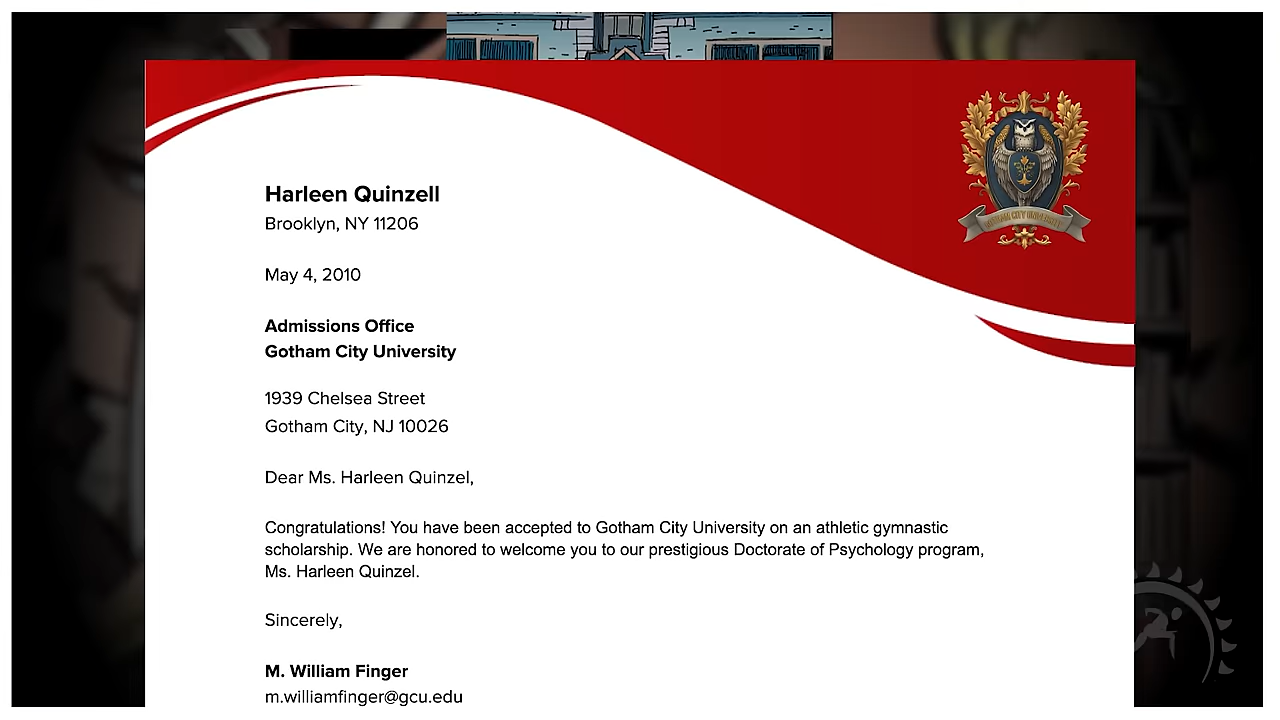 GOTHAM CITY UNIVERSITY
Harleen Quinzell
Brooklyn, NY 11206
May 4, 2010
Admissions Office
Gotham City University
1939 Chelsea Street
Gotham City, NJ 10026
Dear Ms. Harleen Quinzel,
Congratulations! You have been accepted to Gotham City University on an athletic gymnastic
scholarship. We are honored to welcome you to our prestigious Doctorate of Psychology program,
Ms. Harleen Quinzel.
Sincerely,
M. William Finger
m.williamfinger@gcu.edu